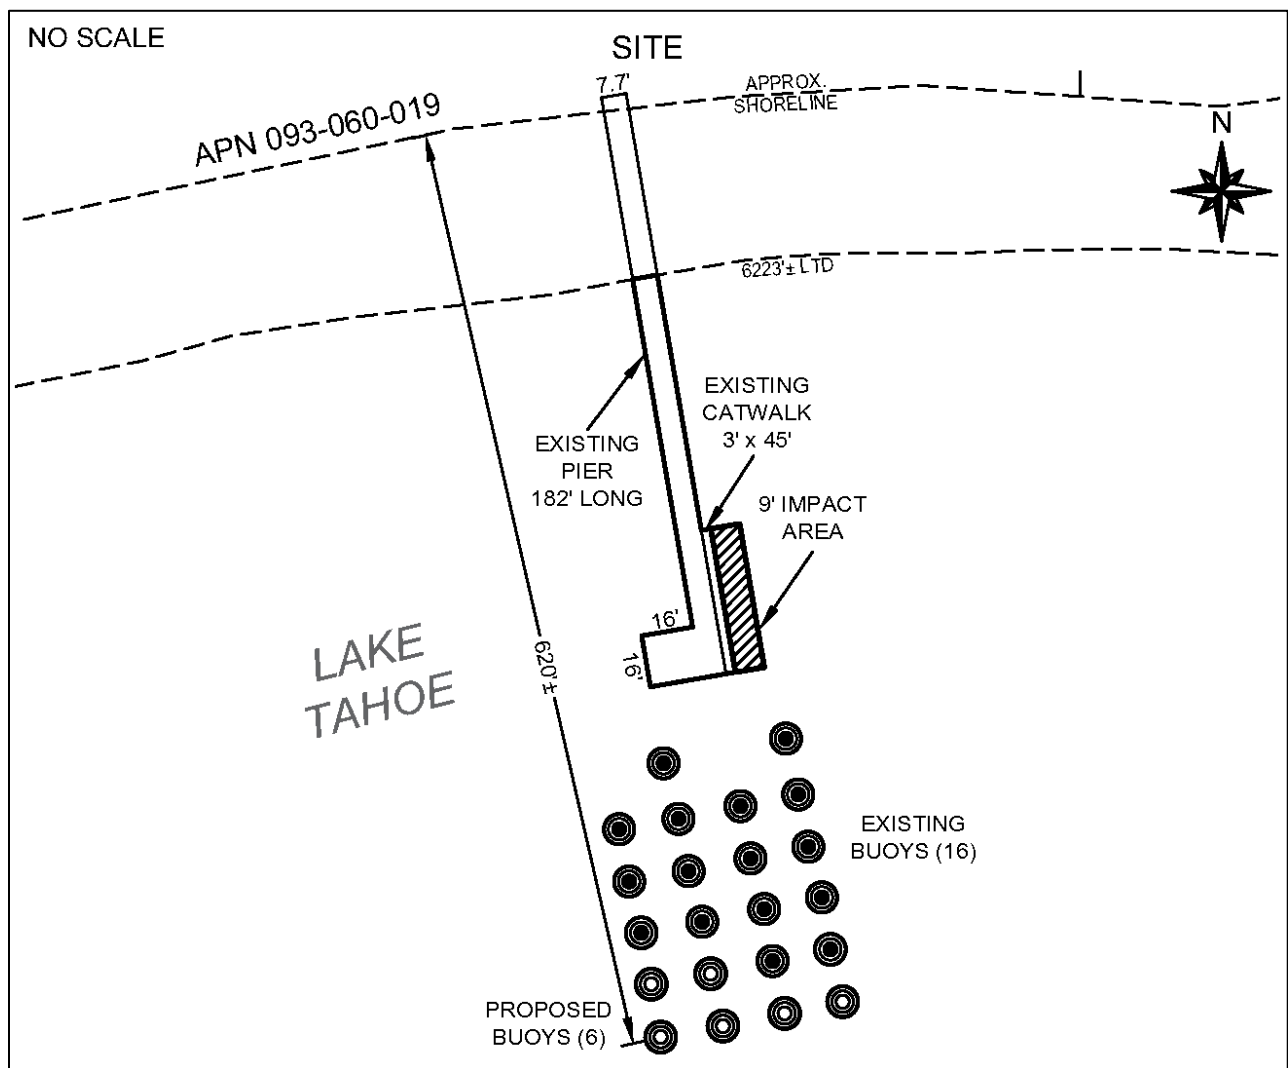 NO SCALE
SITE
7.7'
APPROX.
SHORELINE
APN 093-060-019
N
6223'± LTD
EXISTING
CATWALK
3' x 45'
EXISTING
PIER
182' LONG
9' IMPACT
AREA
16'
16'
620'±
LAKE
TAHOE
EXISTING
BUOYS (16)
PROPOSED
BUOYS (6)